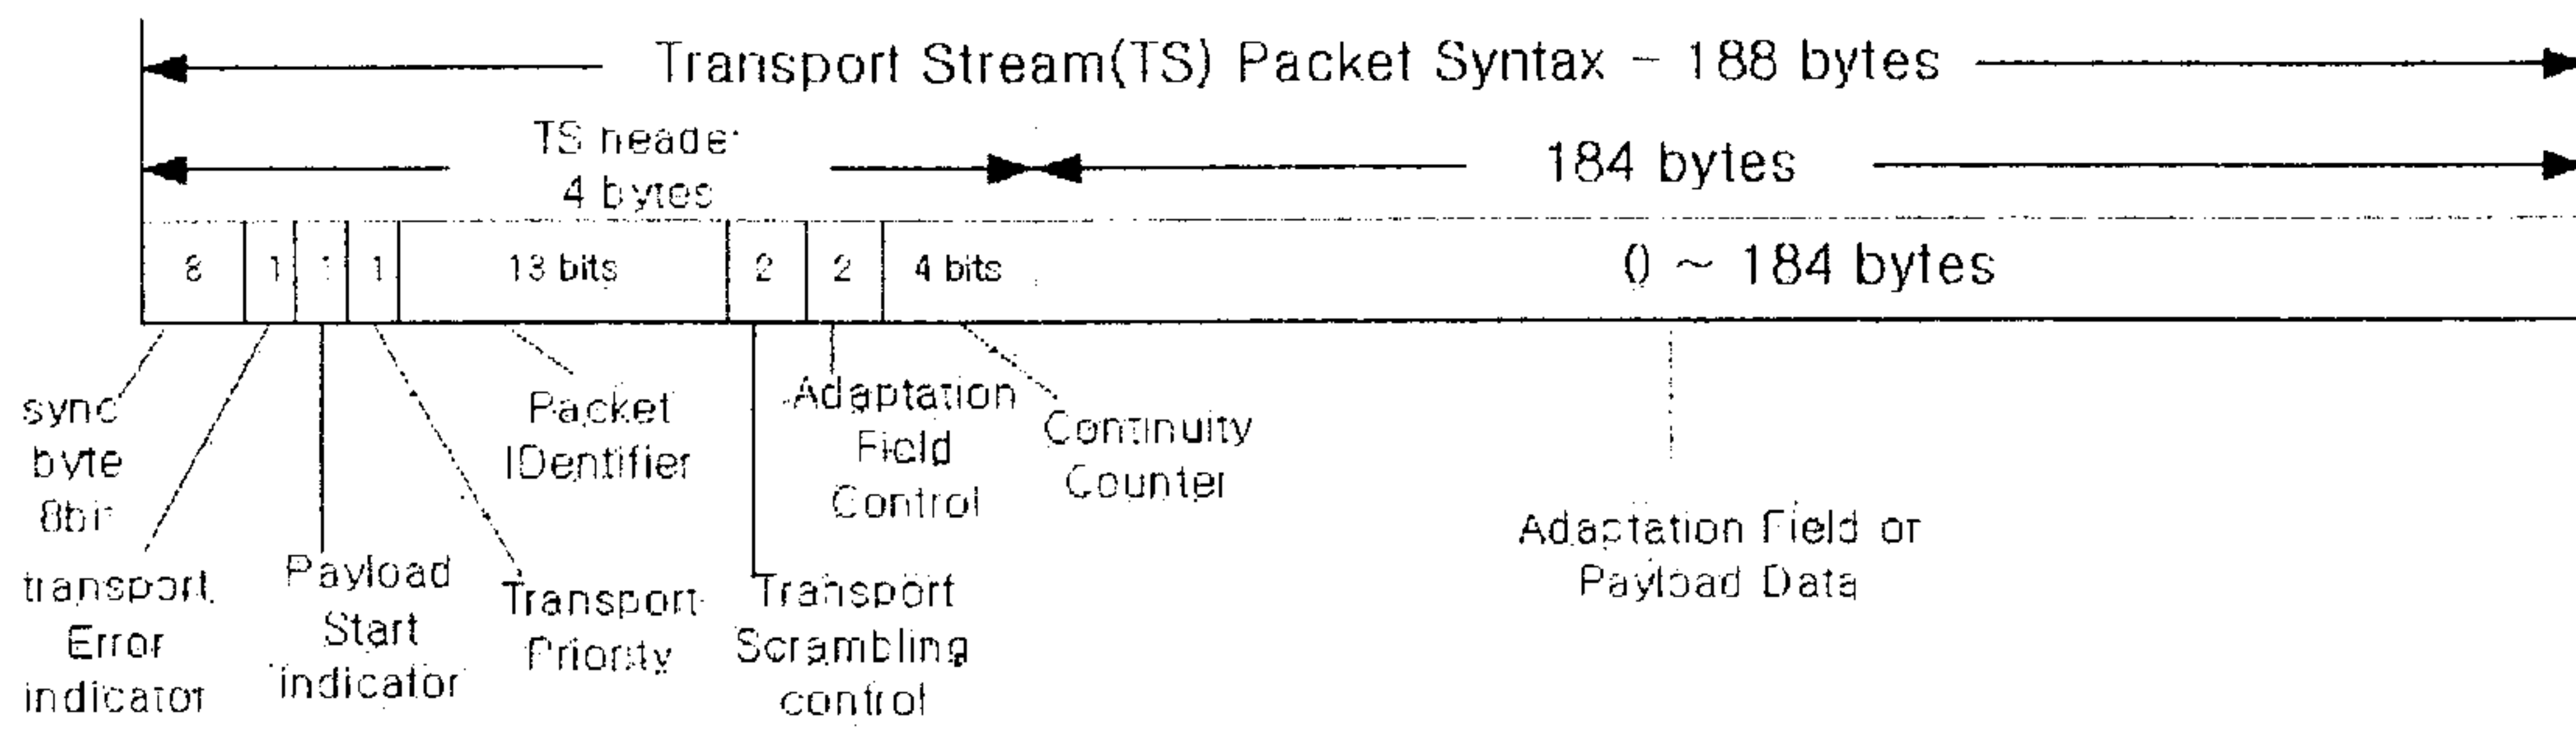 Transport Stream(TS) Packet Syntax - 188 bytes
TS header
4 bytes
184 bytes
8 1 1 1 13 bits 2 2 4 bits 0 ~ 184 bytes
sync
byte
8bit
transport
Error
indicator
Payload
Start
indicator
Transport
Priority
Packet
IDentifier
Transport
Scrambling
control
Adaptation
Field
Control
Continuity
Counter
Adaptation Field or
Payload Data